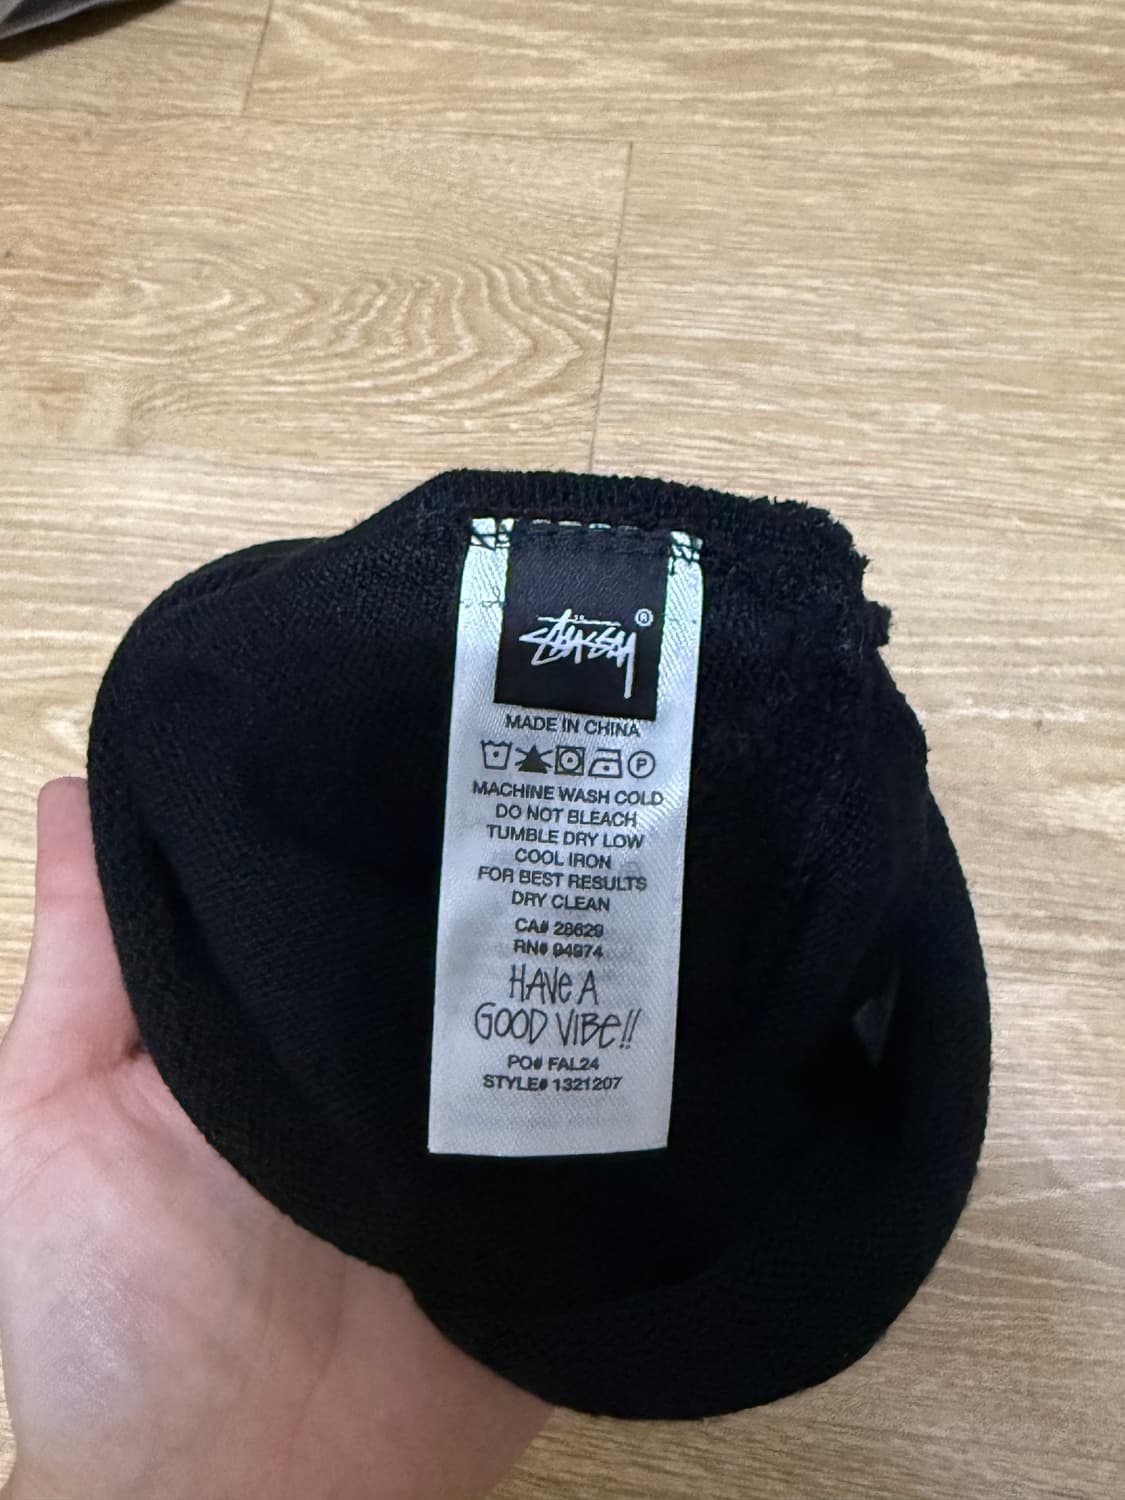 STÜSSY ®
MADE IN CHINA
P
MACHINE WASH COLD
DO NOT BLEACH
TUMBLE DRY LOW
COOL IRON
FOR BEST RESULTS
DRY CLEAN
CA# 28629
RN# 94974
HAVE A
GOOD VIBE!!
PO# FAL24
STYLE# 1321207